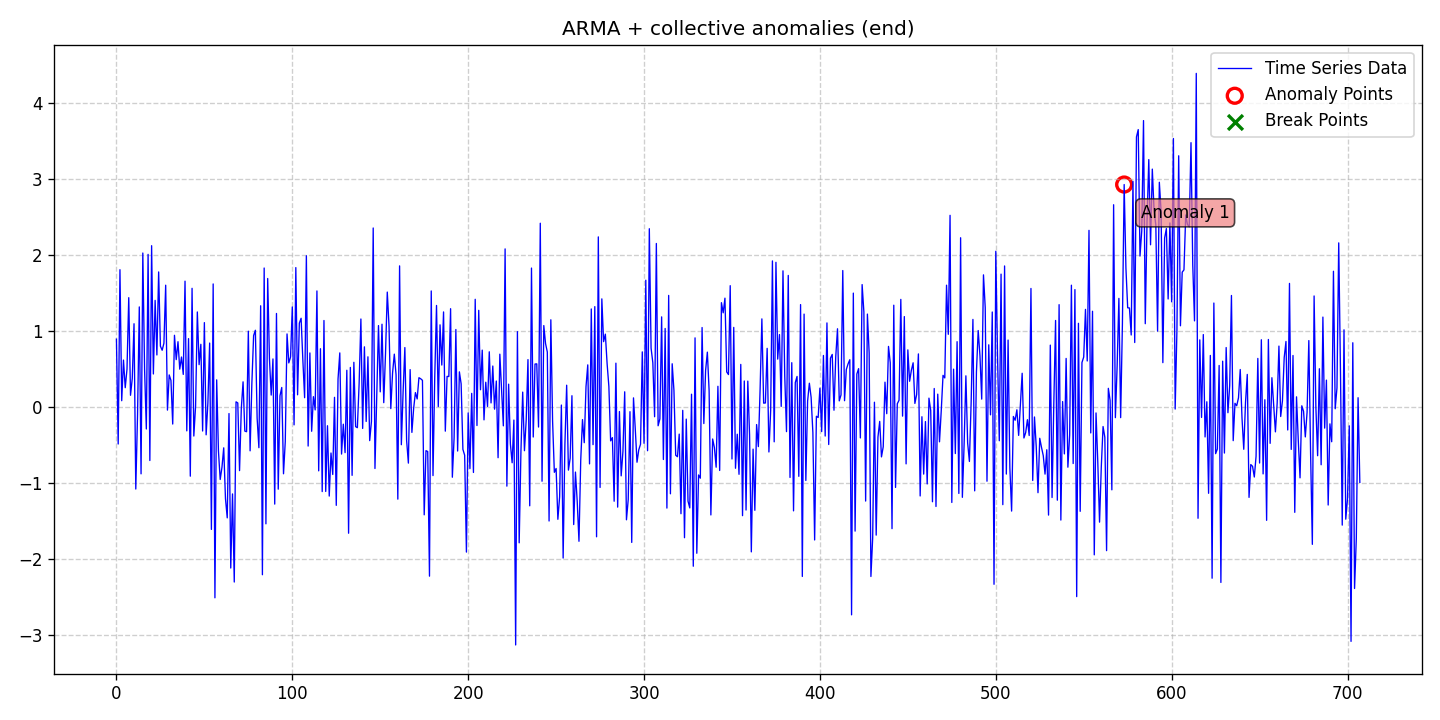 ARMA + collective anomalies (end)
Time Series Data
Anomaly Points
Break Points
Anomaly 1
4
3
2
1
0
−1
−2
−3
0 100 200 300 400 500 600 700